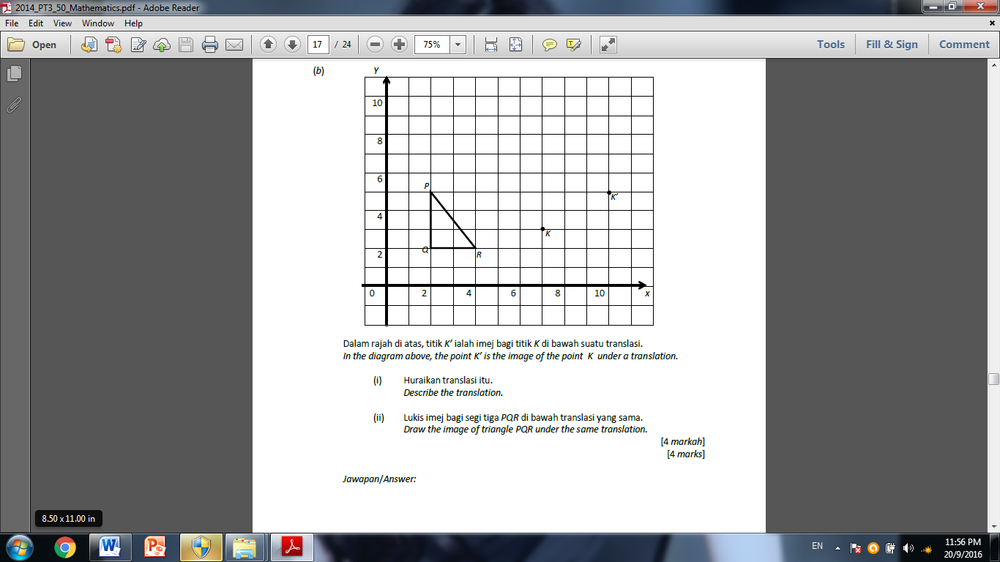 2014_PT3_50_Mathematics.pdf - Adobe Reader
File Edit View Window Help
Open 17 / 24 75% Tools Fill & Sign Comment
(b)
Y
10
8
6
P
K'
4
K
Q
R
2
0 2 4 6 8 10 x
Dalam rajah di atas, titik K' ialah imej bagi titik K di bawah suatu translasi.
In the diagram above, the point K' is the image of the point K under a translation.
(i) Huraikan translasi itu.
Describe the translation.
(ii) Lukis imej bagi segi tiga PQR di bawah translasi yang sama.
Draw the image of triangle PQR under the same translation.
[4 markah]
[4 marks]
Jawapan/Answer:
8.50 x 11.00 in
EN 11:56 PM
20/9/2016